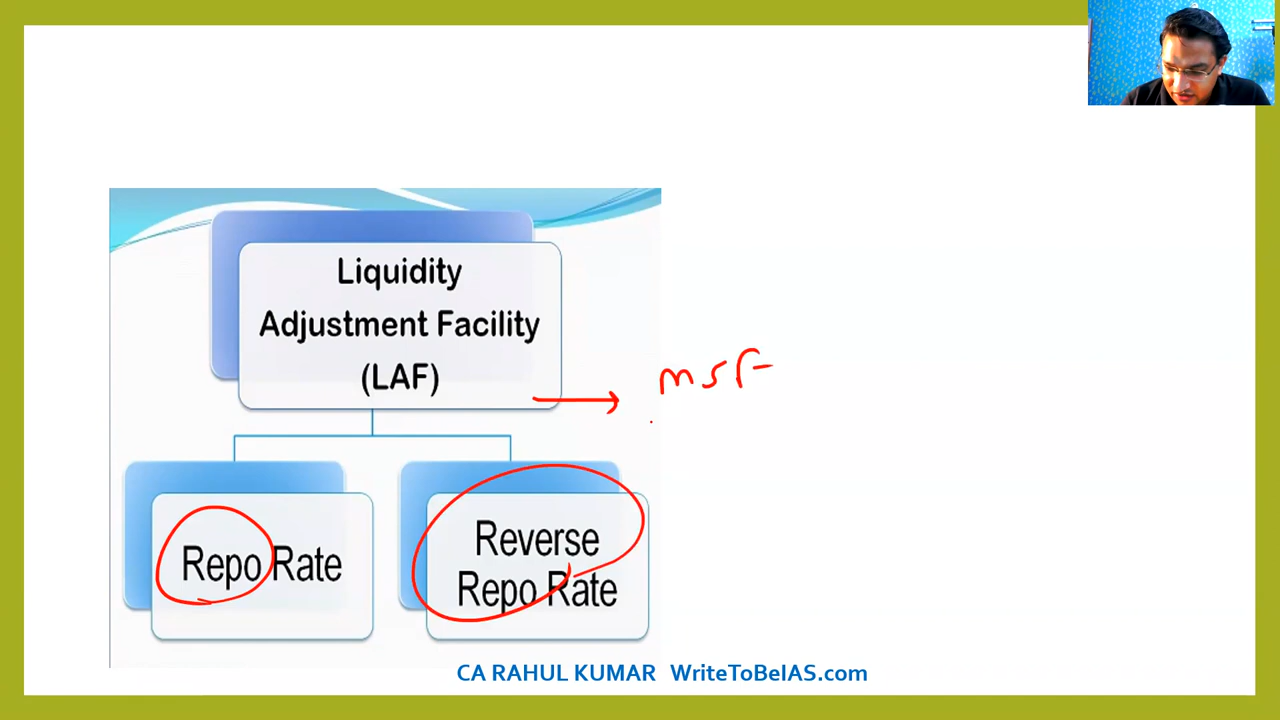 Liquidity
Adjustment Facility
(LAF)
MSF
Repo Rate
Reverse
Repo Rate
CA RAHUL KUMAR WriteToBeIAS.com